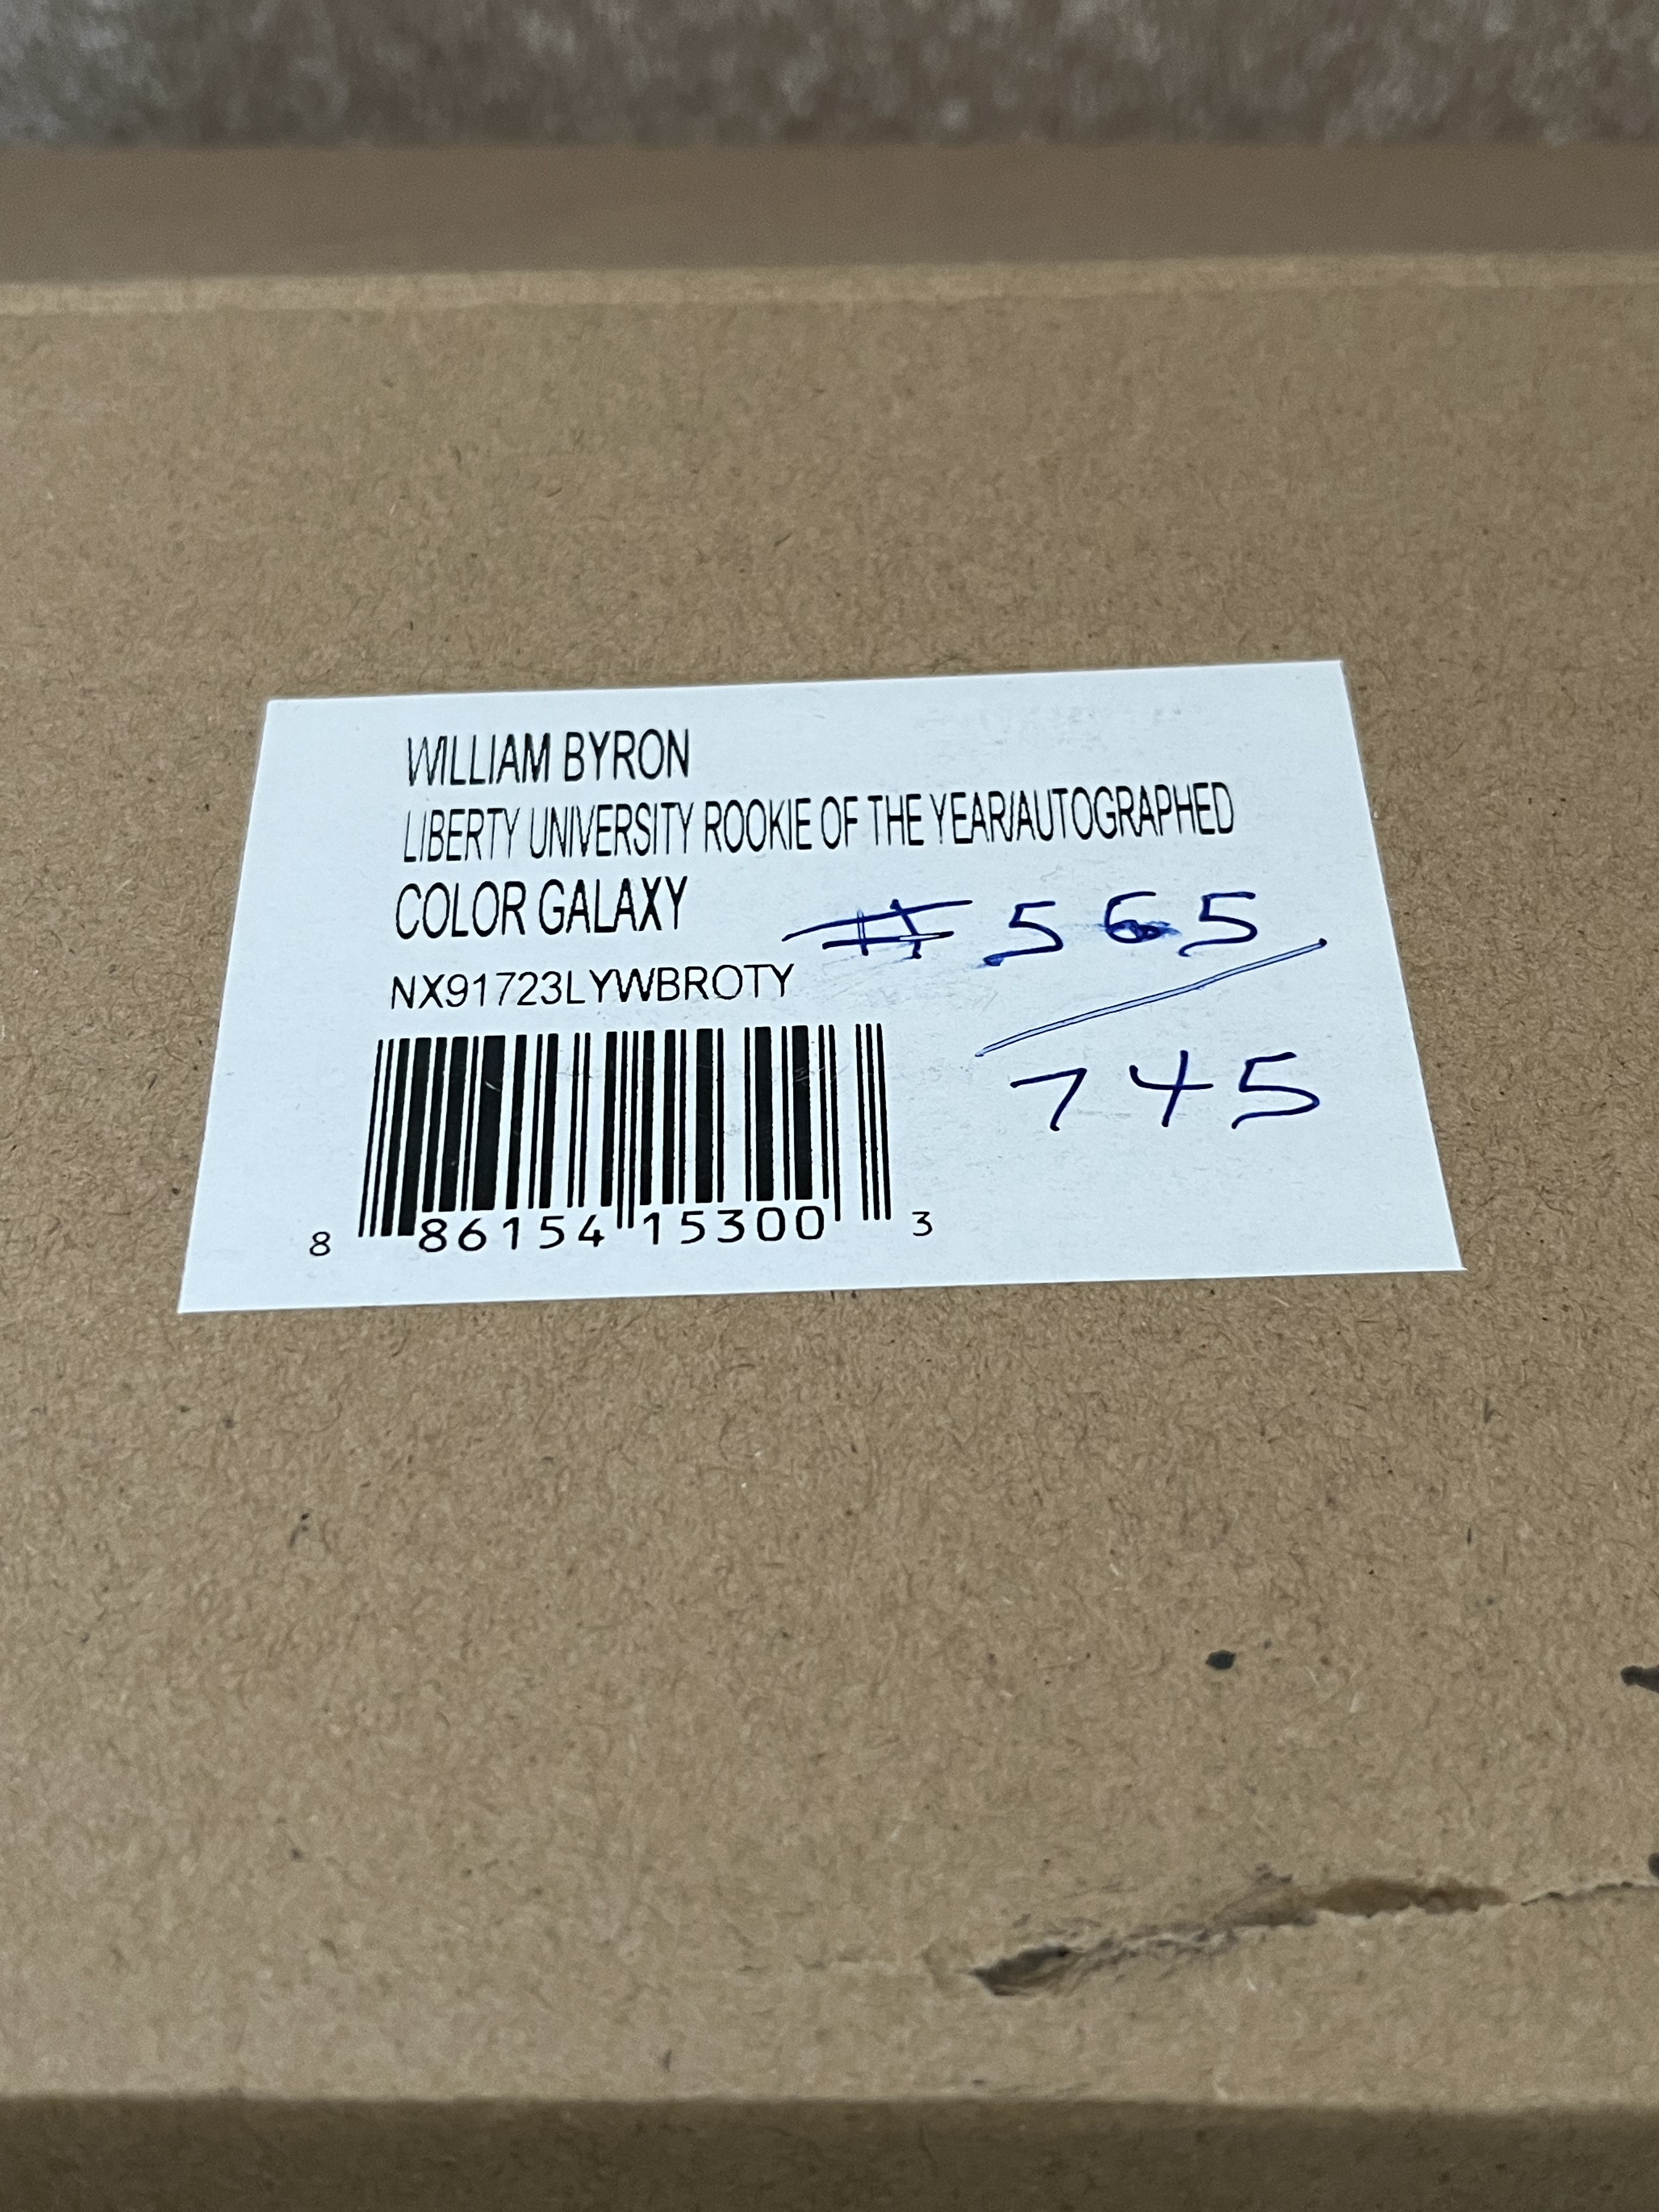 WILLIAM BYRON
LIBERTY UNIVERSITY ROOKIE OF THE YEAR/AUTOGRAPHED
COLOR GALAXY
# 565
NX91723LYWBROTY
745
8 86154 15300 3